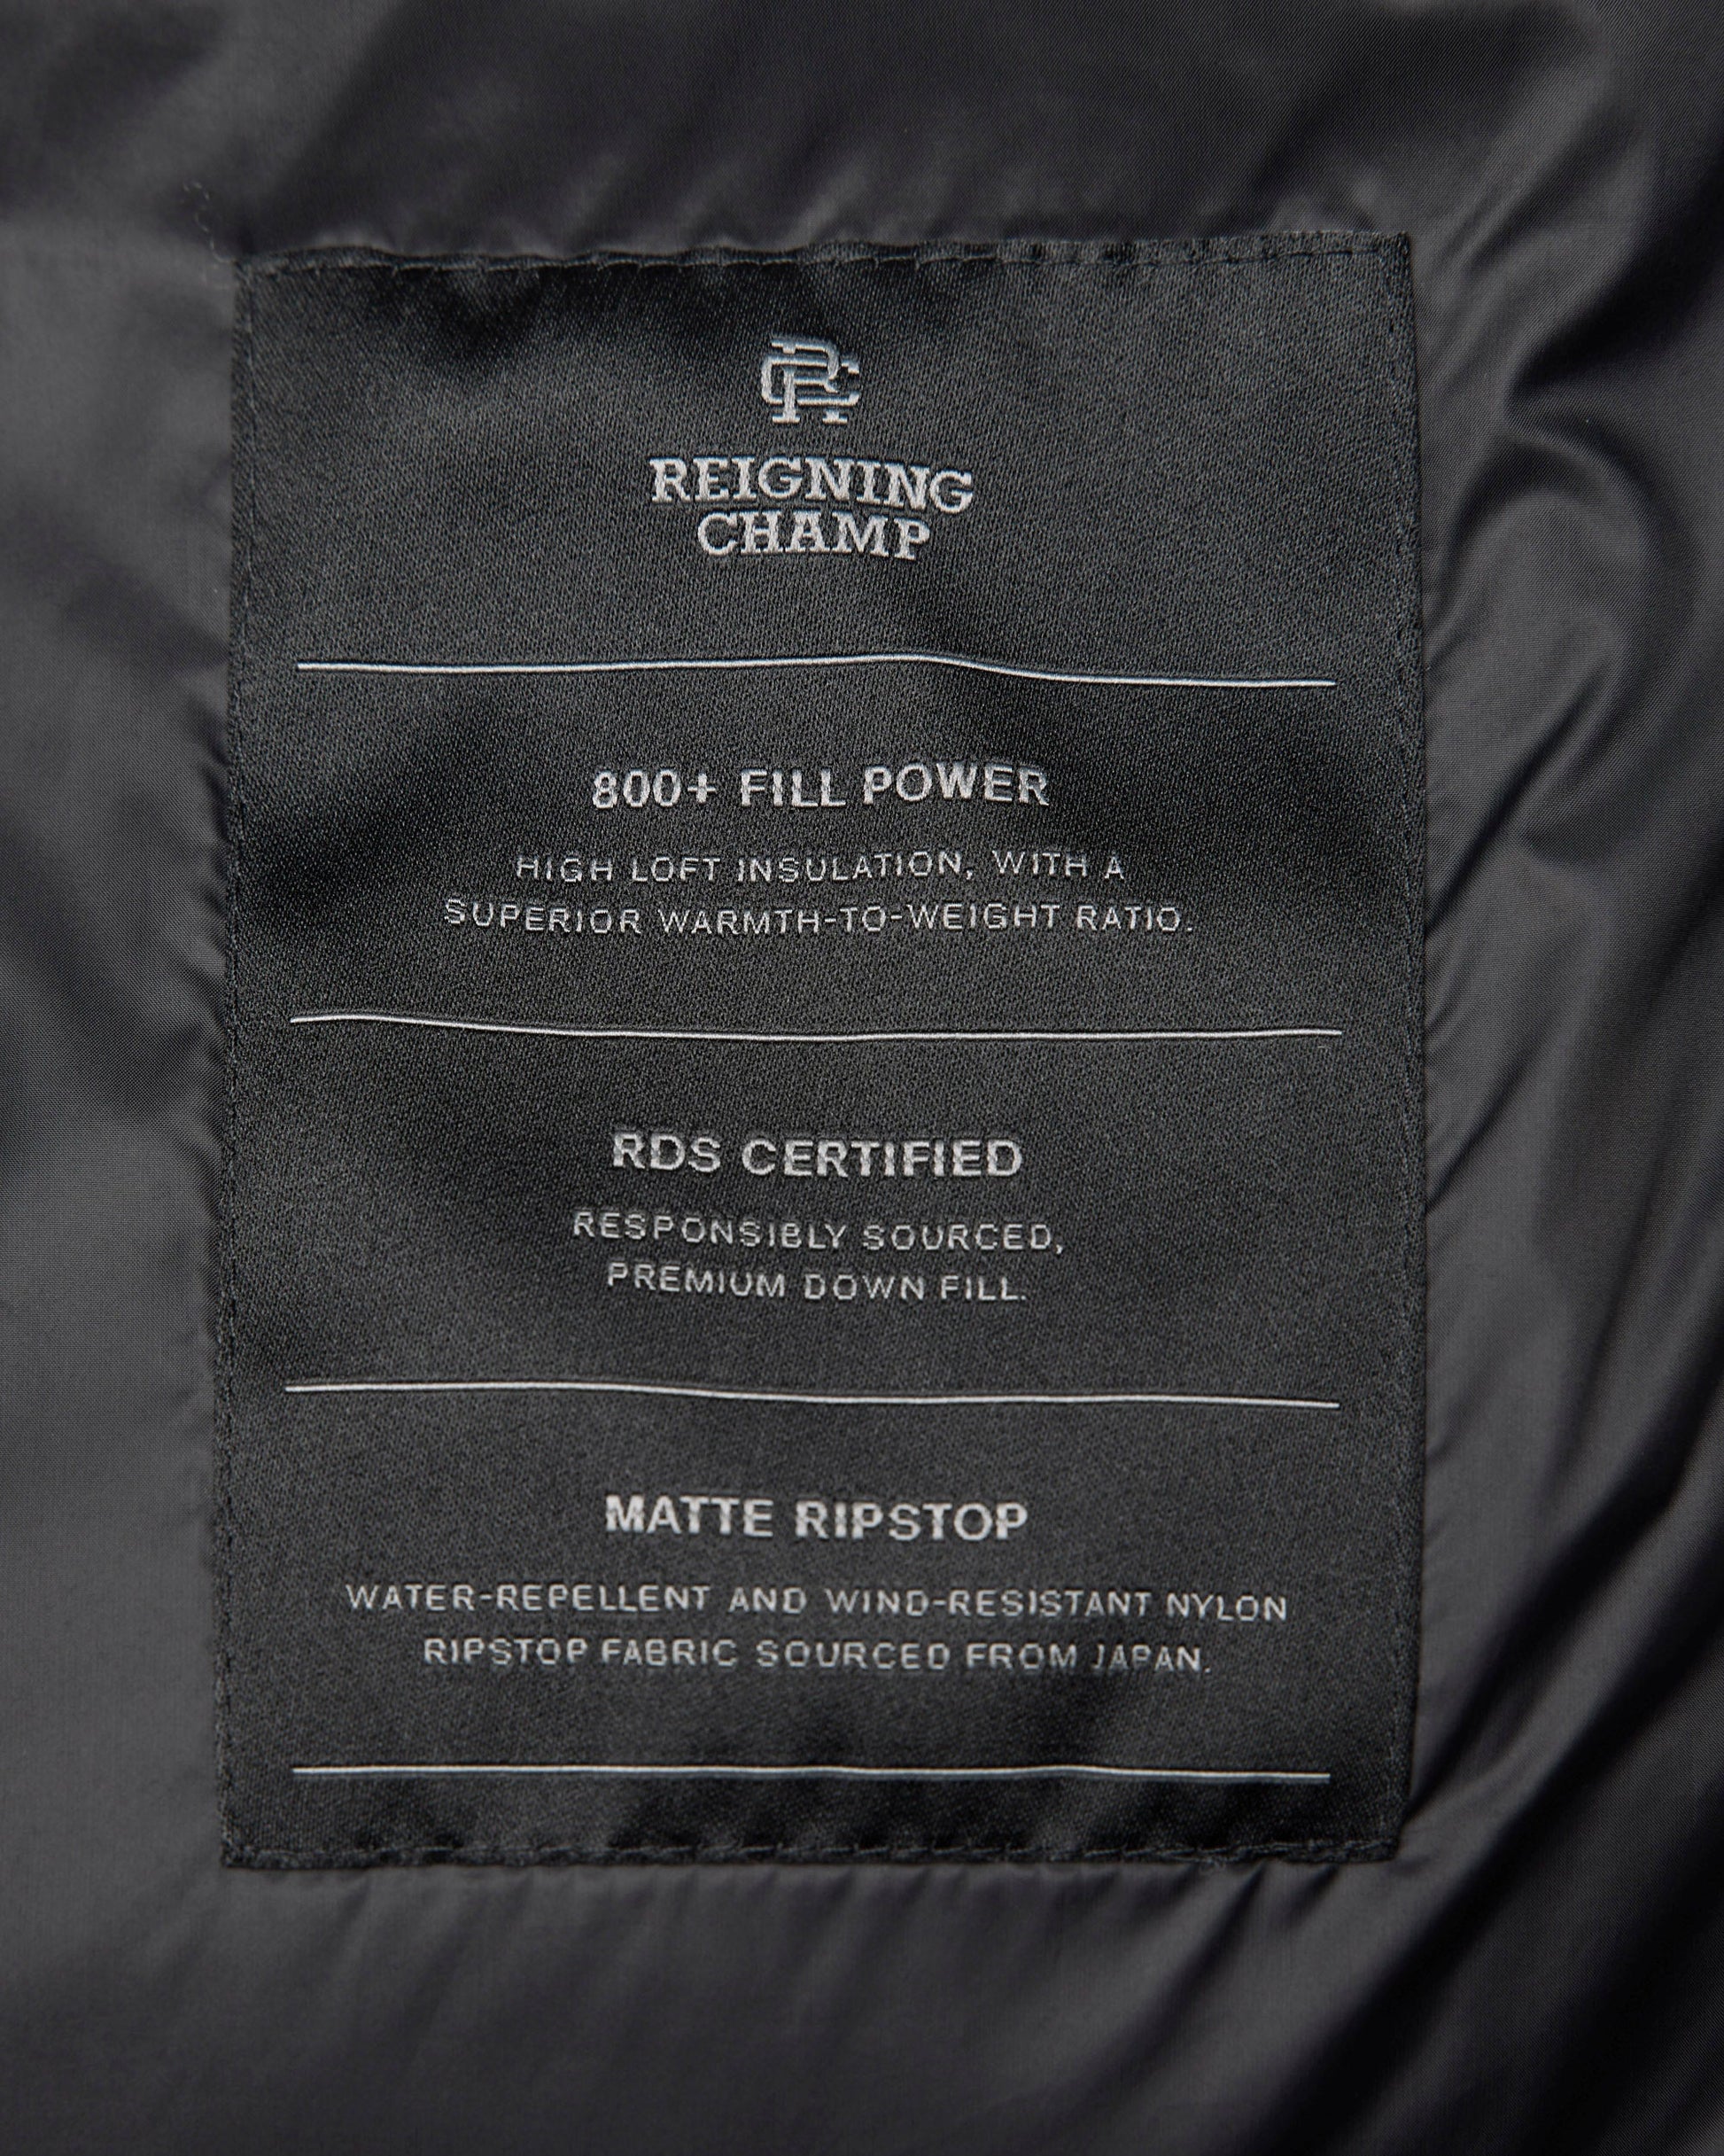 RC
REIGNING
CHAMP
800+ FILL POWER
HIGH LOFT INSULATION, WITH A
SUPERIOR WARMTH-TO-WEIGHT RATIO.
RDS CERTIFIED
RESPONSIBLY SOURCED,
PREMIUM DOWN FILL.
MATTE RIPSTOP
WATER-REPELLENT AND WIND-RESISTANT NYLON
RIPSTOP FABRIC SOURCED FROM JAPAN.